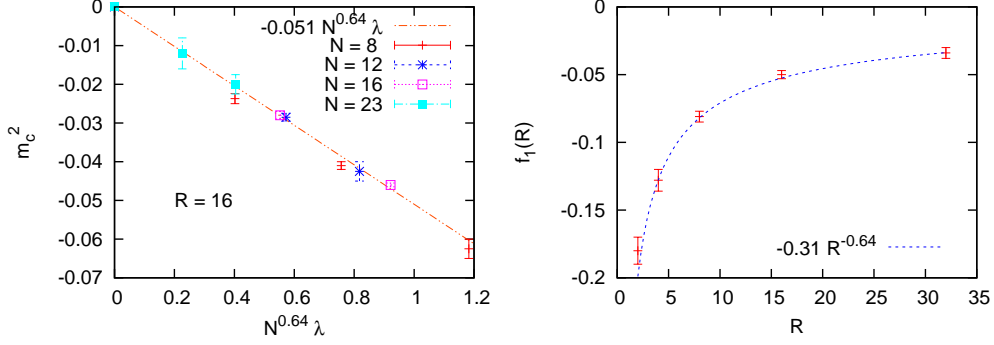 0
-0.01
-0.02
-0.03
-0.04
-0.05
-0.06
-0.07
m_c^2
-0.051 N^0.64 λ
N = 8
N = 12
N = 16
N = 23
R = 16
0 0.2 0.4 0.6 0.8 1 1.2
N^0.64 λ
0
-0.05
-0.1
-0.15
-0.2
f_1(R)
-0.31 R^-0.64
0 5 10 15 20 25 30 35
R